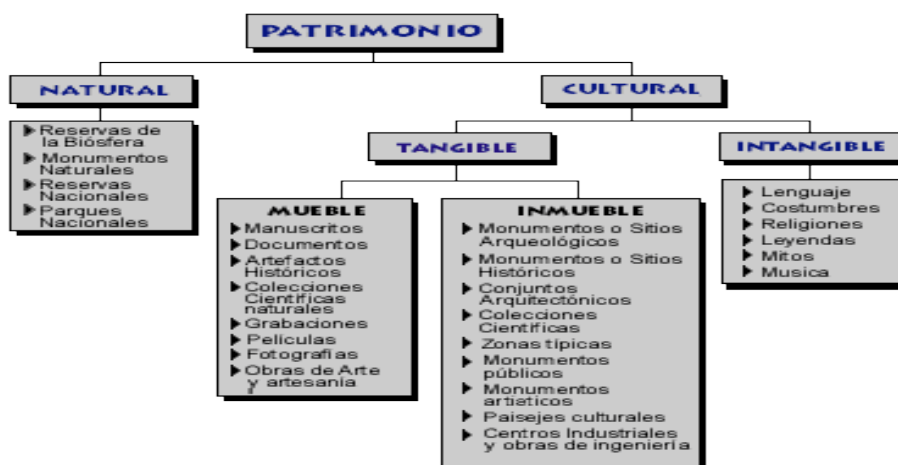 PATRIMONIO
NATURAL
Reservas de
la Biósfera
Monumentos
Naturales
Reservas
Nacionales
Parques
Nacionales
CULTURAL
TANGIBLE
MUEBLE
Manuscritos
Documentos
Artefactos
Históricos
Colecciones
Científicas
naturales
Grabaciones
Películas
Fotografías
Obras de Arte
y artesanía
INMUEBLE
Monumentos o Sitios
Arqueológicos
Monumentos o Sitios
Históricos
Conjuntos
Arquitectónicos
Colecciones
Científicas
Zonas típicas
Monumentos
públicos
Monumentos
artísticos
Paisejes culturales
Centros Industriales
y obras de ingeniería
INTANGIBLE
Lenguaje
Costumbres
Religiones
Leyendas
Mitos
Musica